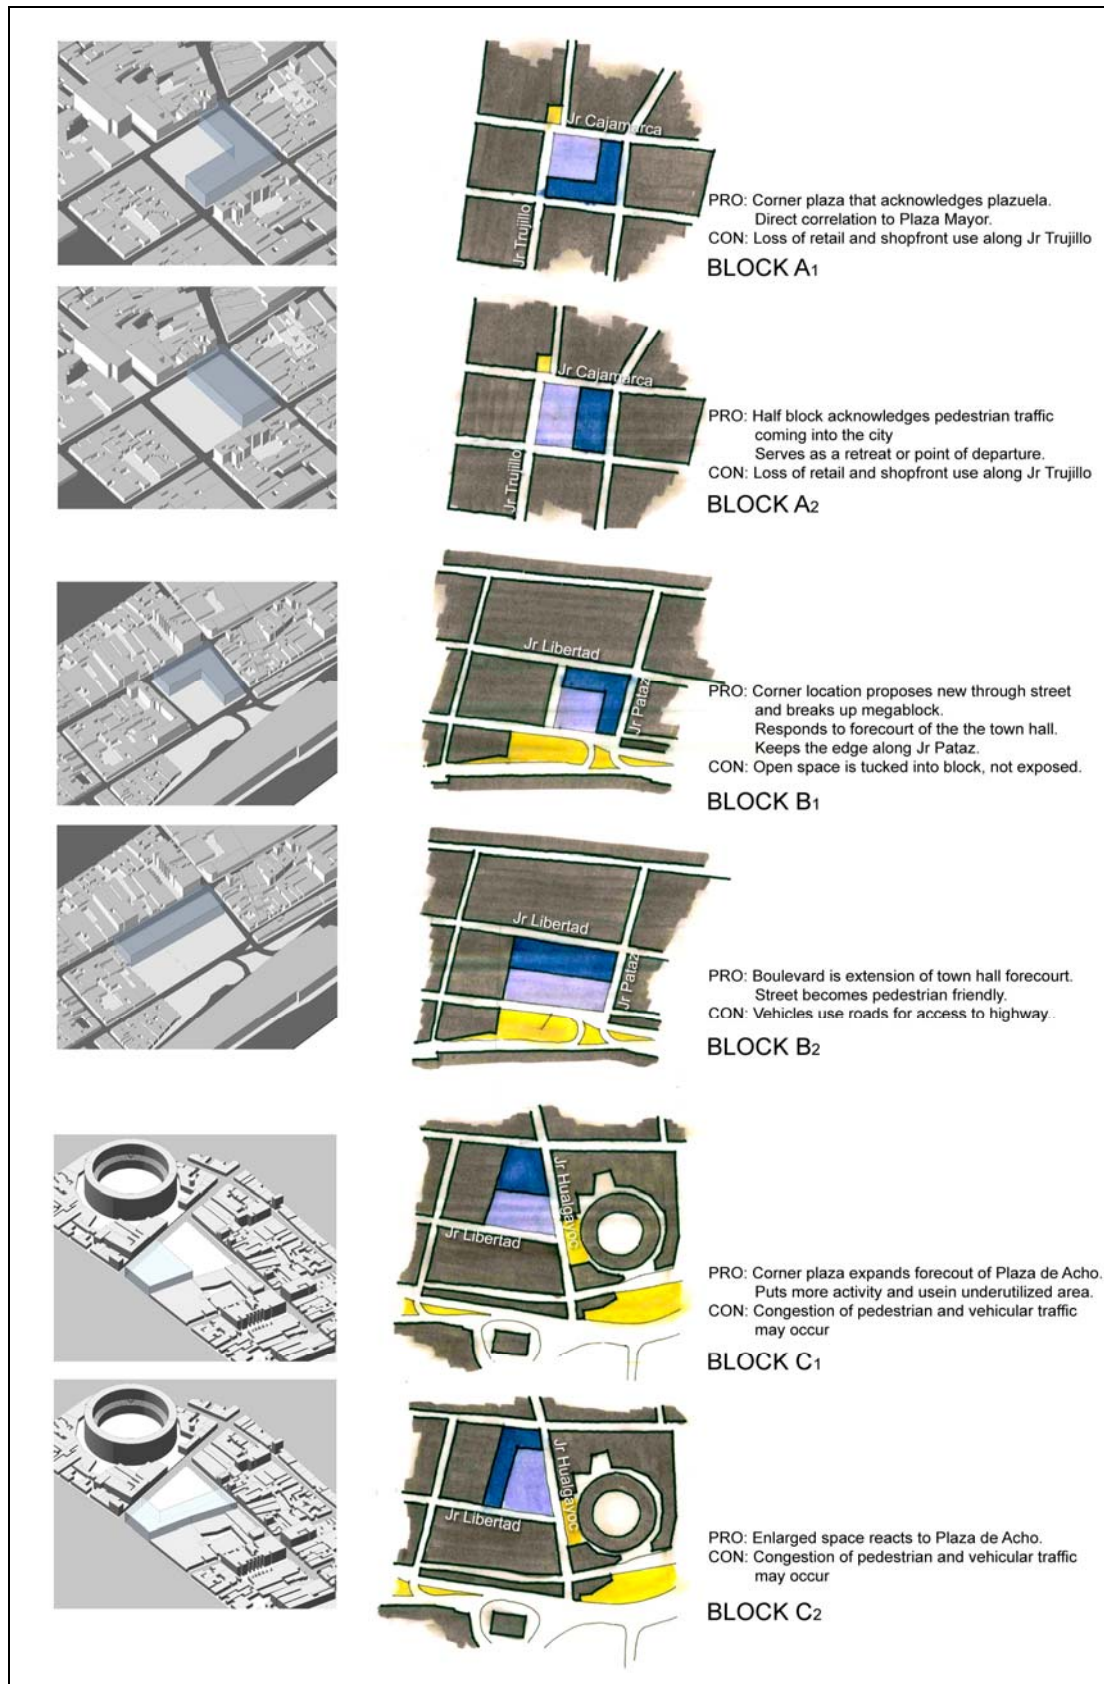 Jr Cajamarca
Jr Trujillo
PRO: Corner plaza that acknowledges plazuela.
Direct correlation to Plaza Mayor.
CON: Loss of retail and shopfront use along Jr Trujillo
BLOCK A1
Jr Cajamarca
Jr Trujillo
PRO: Half block acknowledges pedestrian traffic
coming into the city
Serves as a retreat or point of departure.
CON: Loss of retail and shopfront use along Jr Trujillo
BLOCK A2
Jr Libertad
Jr Pataz
PRO: Corner location proposes new through street
and breaks up megablock.
Responds to forecourt of the the town hall.
Keeps the edge along Jr Pataz.
CON: Open space is tucked into block, not exposed.
BLOCK B1
Jr Libertad
Jr Pataz
PRO: Boulevard is extension of town hall forecourt.
Street becomes pedestrian friendly.
CON: Vehicles use roads for access to highway..
BLOCK B2
Jr Hualgayoc
Jr Libertad
PRO: Corner plaza expands forecout of Plaza de Acho.
Puts more activity and usein underutilized area.
CON: Congestion of pedestrian and vehicular traffic
may occur
BLOCK C1
Jr Hualgayoc
Jr Libertad
PRO: Enlarged space reacts to Plaza de Acho.
CON: Congestion of pedestrian and vehicular traffic
may occur
BLOCK C2